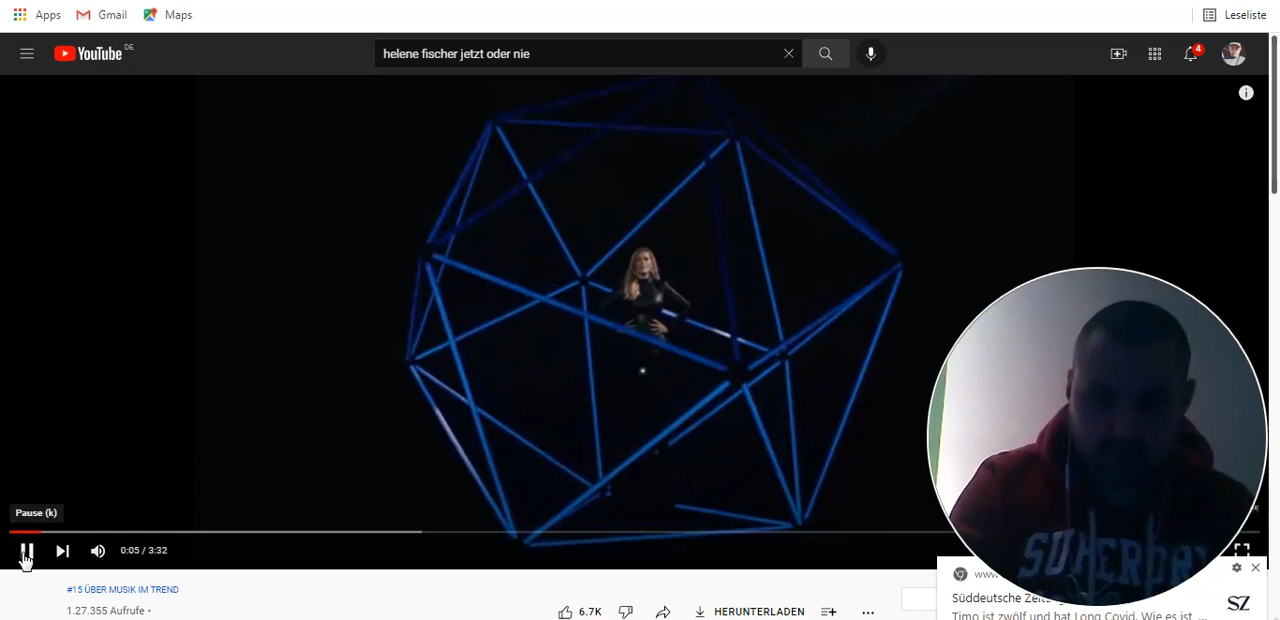 Apps Gmail Maps Leseliste
YouTube DE helene fischer jetzt oder nie 4
Pause (k)
0:05 / 3:32
#15 ÜBER MUSIK IM TREND
1.27.355 Aufrufe •
6.7K HERUNTERLADEN
www
Süddeutsche
SZ
Timo ist zwölf und hat Long Covid. Wie es ist ...
SUPERDRY